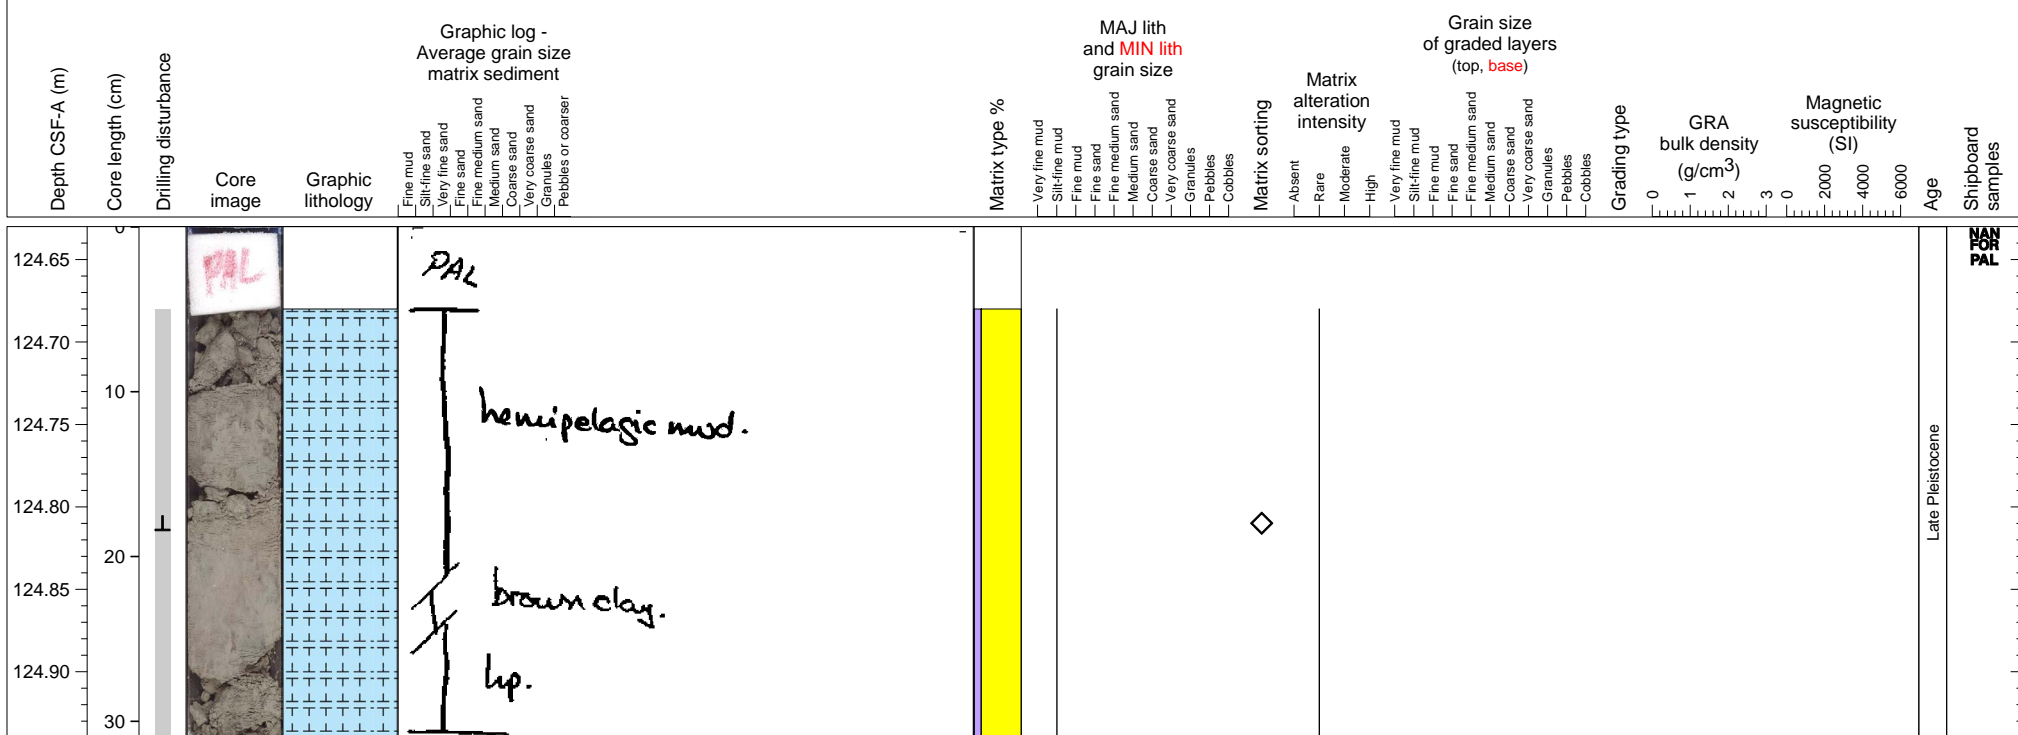 Depth CSF-A (m)
Core length (cm)
Drilling disturbance
Core
image
Graphic
lithology
Graphic log -
Average grain size
matrix sediment
Fine mud
Silt-fine sand
Very fine sand
Fine sand
Fine medium sand
Medium sand
Coarse sand
Very coarse sand
Granules
Pebbles or coarser
Matrix type %
MAJ lith
and MIN lith
grain size
Very fine mud
Silt-fine mud
Fine mud
Fine sand
Fine medium sand
Medium sand
Coarse sand
Very coarse sand
Granules
Pebbles
Cobbles
Matrix sorting
Matrix
alteration
intensity
Absent
Rare
Moderate
High
Grain size
of graded layers
(top, base)
Very fine mud
Silt-fine mud
Fine mud
Fine sand
Fine medium sand
Medium sand
Coarse sand
Very coarse sand
Granules
Pebbles
Cobbles
Grading type
GRA
bulk density
(g/cm3)
0 1 2 3
Magnetic
susceptibility
(SI)
0 2000 4000 6000
Age
Shipboard
samples
124.65
124.70
124.75
124.80
124.85
124.90
0
10
20
30
PAL
PAL
hemipelagic mud.
brown clay.
hp.
Late Pleistocene
NAN
FOR
PAL